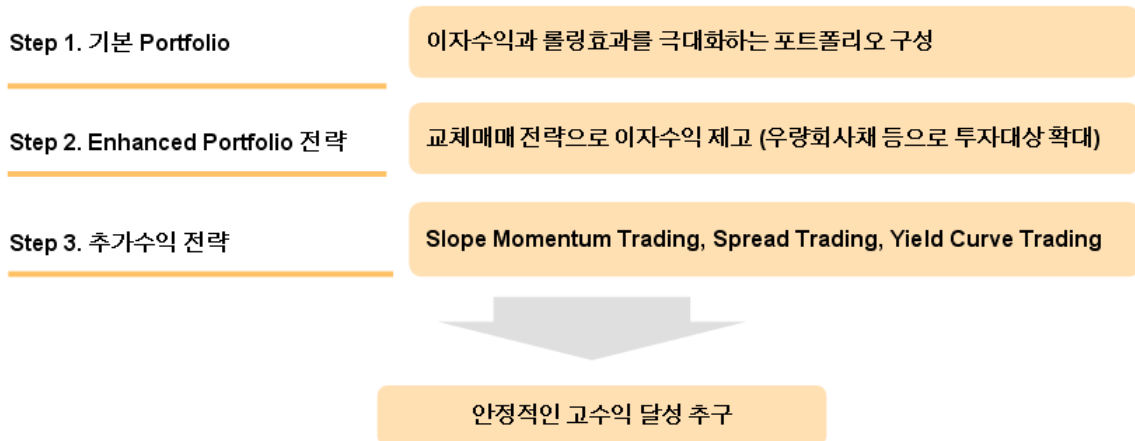 Step 1. 기본 Portfolio
이자수익과 롤링효과를 극대화하는 포트폴리오 구성
Step 2. Enhanced Portfolio 전략
교체매매 전략으로 이자수익 제고 (우량회사채 등으로 투자대상 확대)
Step 3. 추가수익 전략
Slope Momentum Trading, Spread Trading, Yield Curve Trading
안정적인 고수익 달성 추구